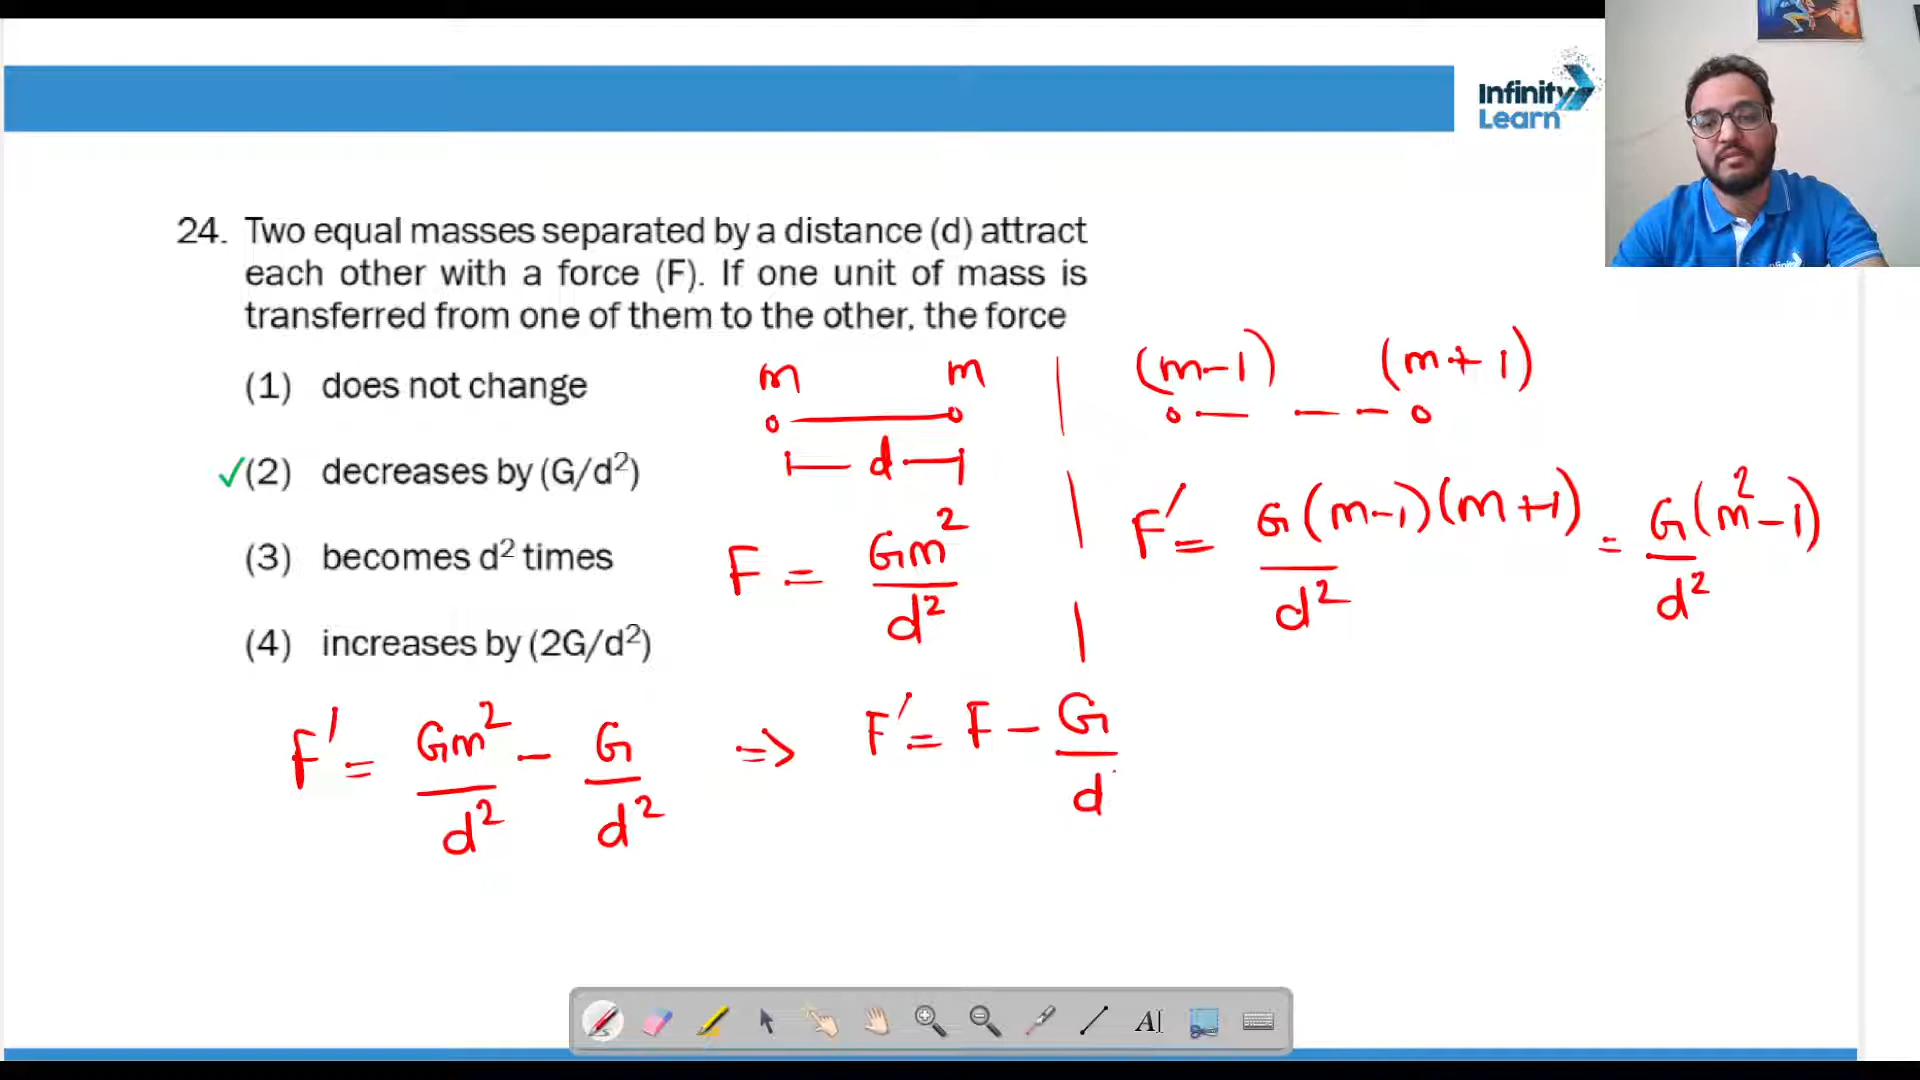 Infinity
Learn
24. Two equal masses separated by a distance (d) attract
each other with a force (F). If one unit of mass is
transferred from one of them to the other, the force
(1) does not change
✓(2) decreases by (G/d²)
(3) becomes d² times
(4) increases by (2G/d²)
m m
d
F = Gm²/d²
(m-1) (m+1)
F' = G(m-1)(m+1)/d² = G(m²-1)/d²
F' = Gm²/d² - G/d² => F' = F - G/d
AI